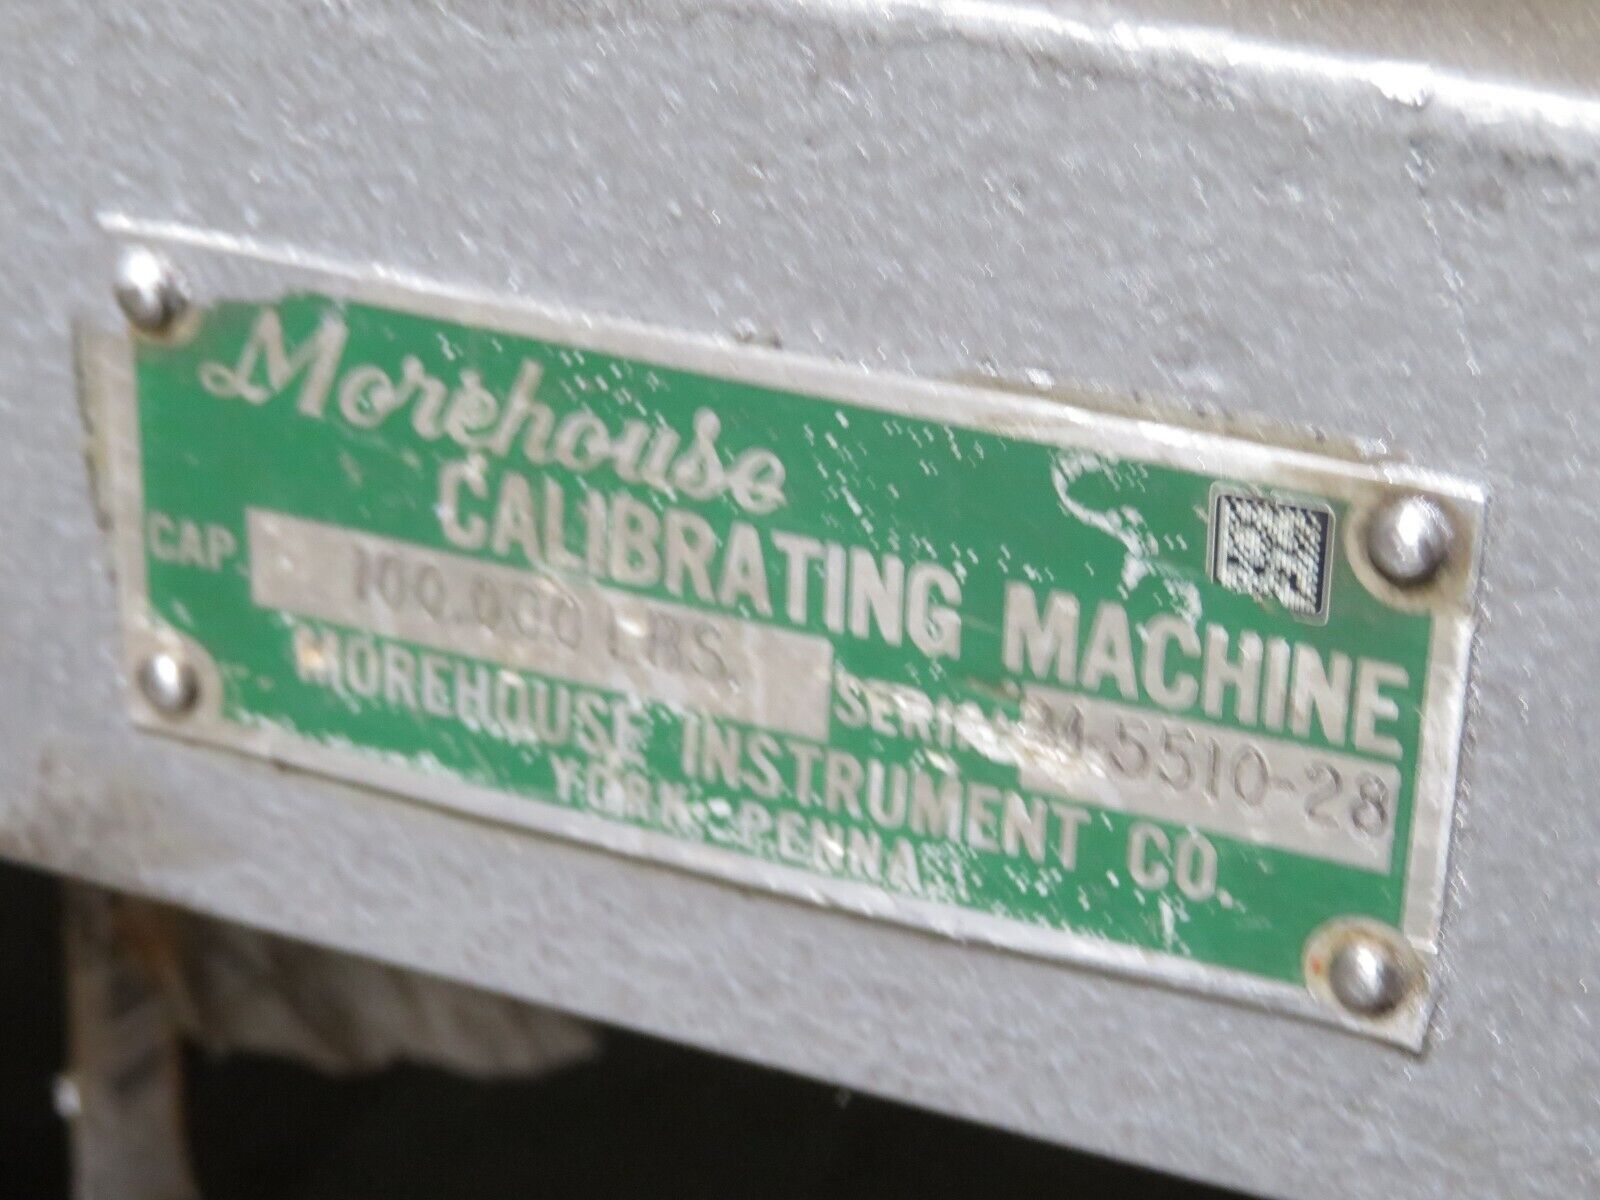 Morehouse
CALIBRATING MACHINE
CAP. 100,000 LBS. SERIAL 5510-28
MOREHOUSE INSTRUMENT CO.
YORK PENNA.